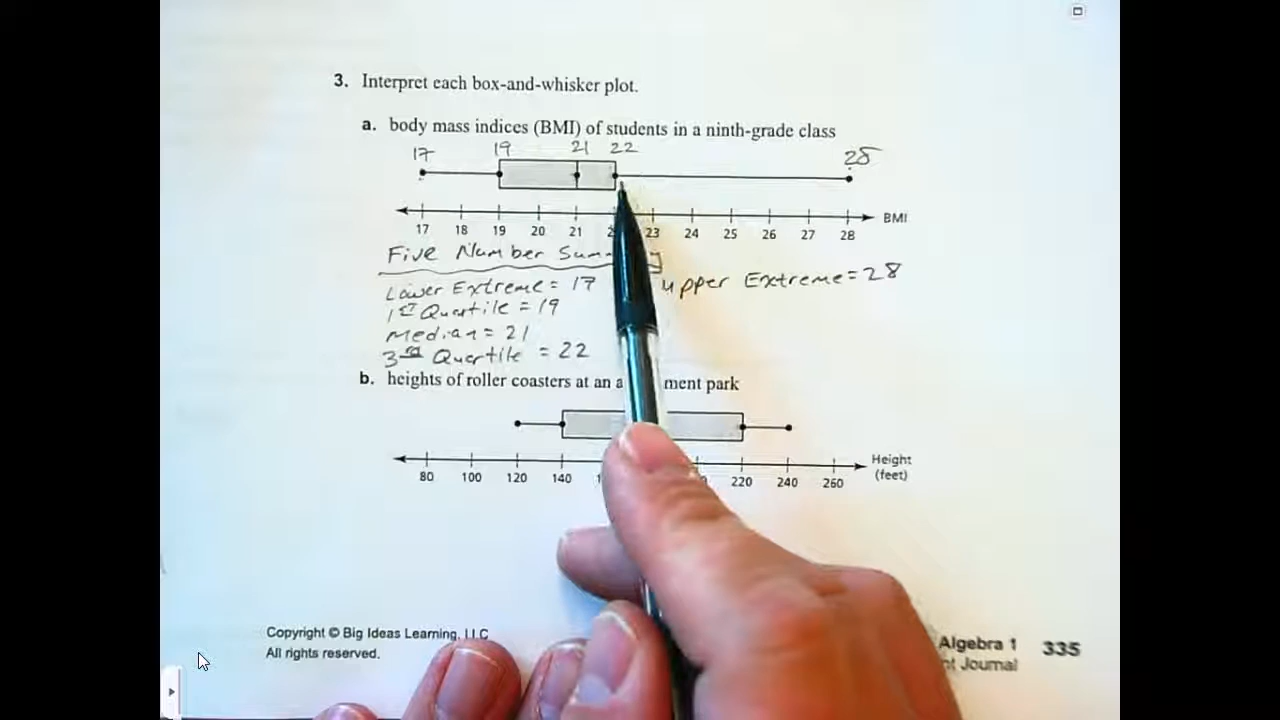 3. Interpret each box-and-whisker plot.
a. body mass indices (BMI) of students in a ninth-grade class
17 19 21 22 28
17 18 19 20 21 23 24 25 26 27 28 BMI
Five Number
Lower Extreme = 17 upper Extreme = 28
1st Quartile = 19
Median = 21
3rd Quartile = 22
b. heights of roller coasters at an a ment park
80 100 120 140 220 240 260 Height
(feet)
Copyright © Big Ideas Learning, LLC Algebra 1 335
All rights reserved. Journal